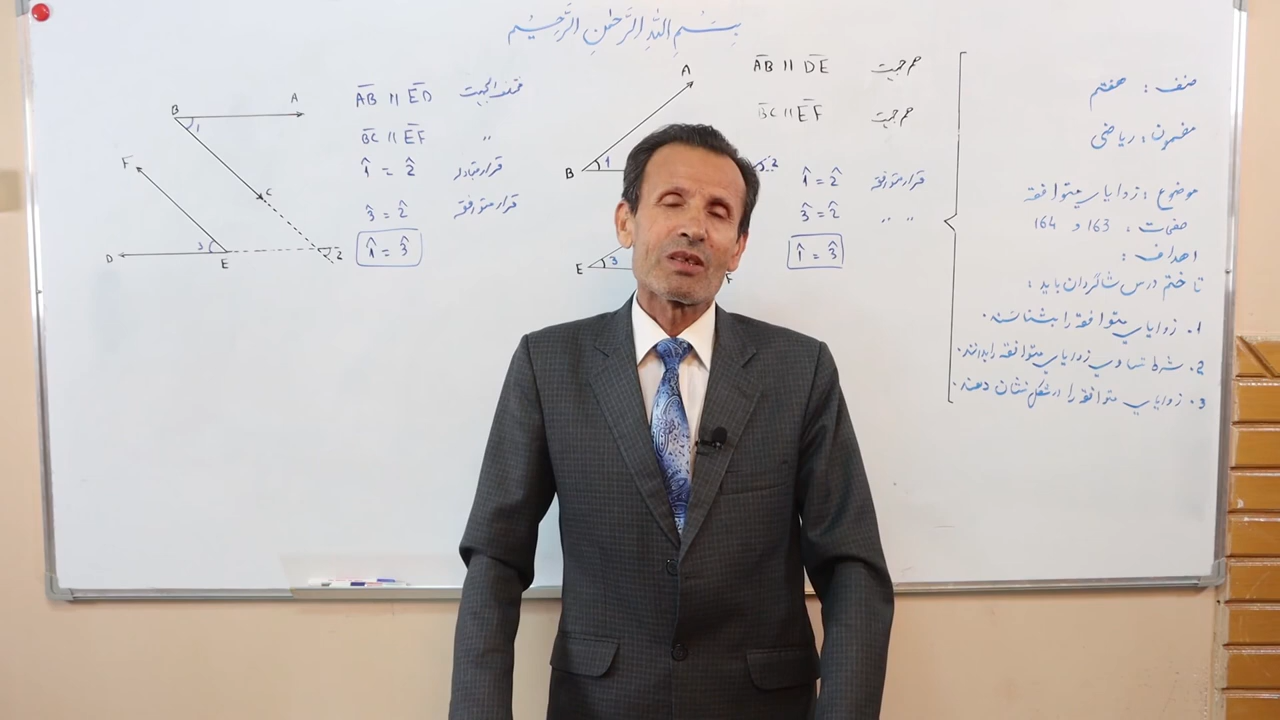 بِسْمِ اللهِ الرَّحْمٰنِ الرَّحِيْمِ
صنف : هفتم
مضمون : ریاضی
موضوع : زوایای متوافقه
صفحات : 163 و 164
اهداف :
تا ختم درس شاگردان باید :
1. زوایای متوافقه را بشناسند.
2. شرط تساوی زوایای متوافقه را بدانند.
3. زوایای متوافقه را در شکل نشان دهند.
AB || DE هم جهت
BC || EF هم جهت
1̂ = 2̂ قرار متوافقه
3̂ = 2̂ " "
1̂ = 3̂
A
B 1
2
E 3
F
AB || ED مختلف الجهت
BC || EF "
1̂ = 2̂ قرار متبادله
3̂ = 2̂ قرار متوافقه
1̂ = 3̂
B A
1
F
C
3
D E 2